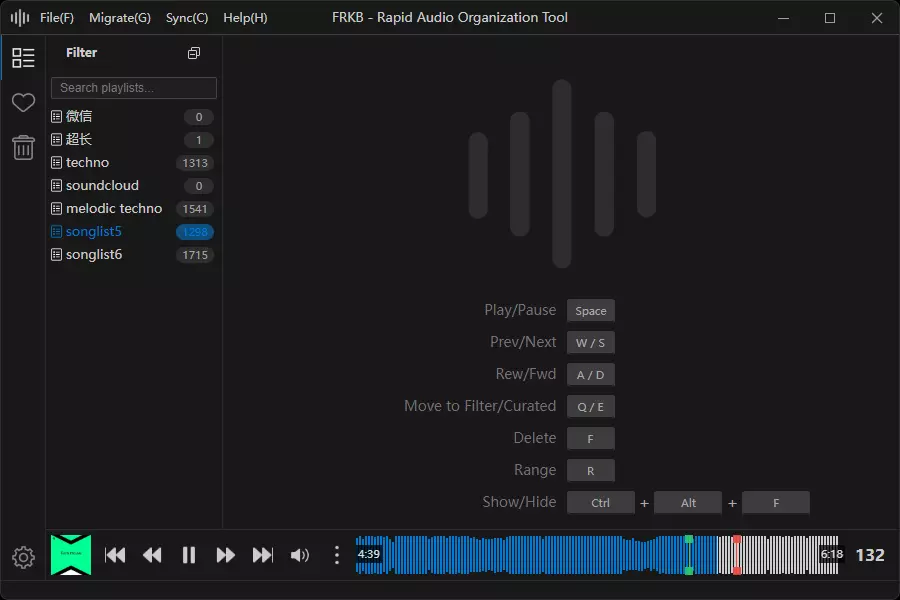 File(F) Migrate(G) Sync(C) Help(H) FRKB - Rapid Audio Organization Tool
Filter
Search playlists...
微信 0
超长 1
techno 1313
soundcloud 0
melodic techno 1541
songlist5 1298
songlist6 1715
Play/Pause Space
Prev/Next W / S
Rew/Fwd A / D
Move to Filter/Curated Q / E
Delete F
Range R
Show/Hide Ctrl + Alt + F
4:39 6:18 132